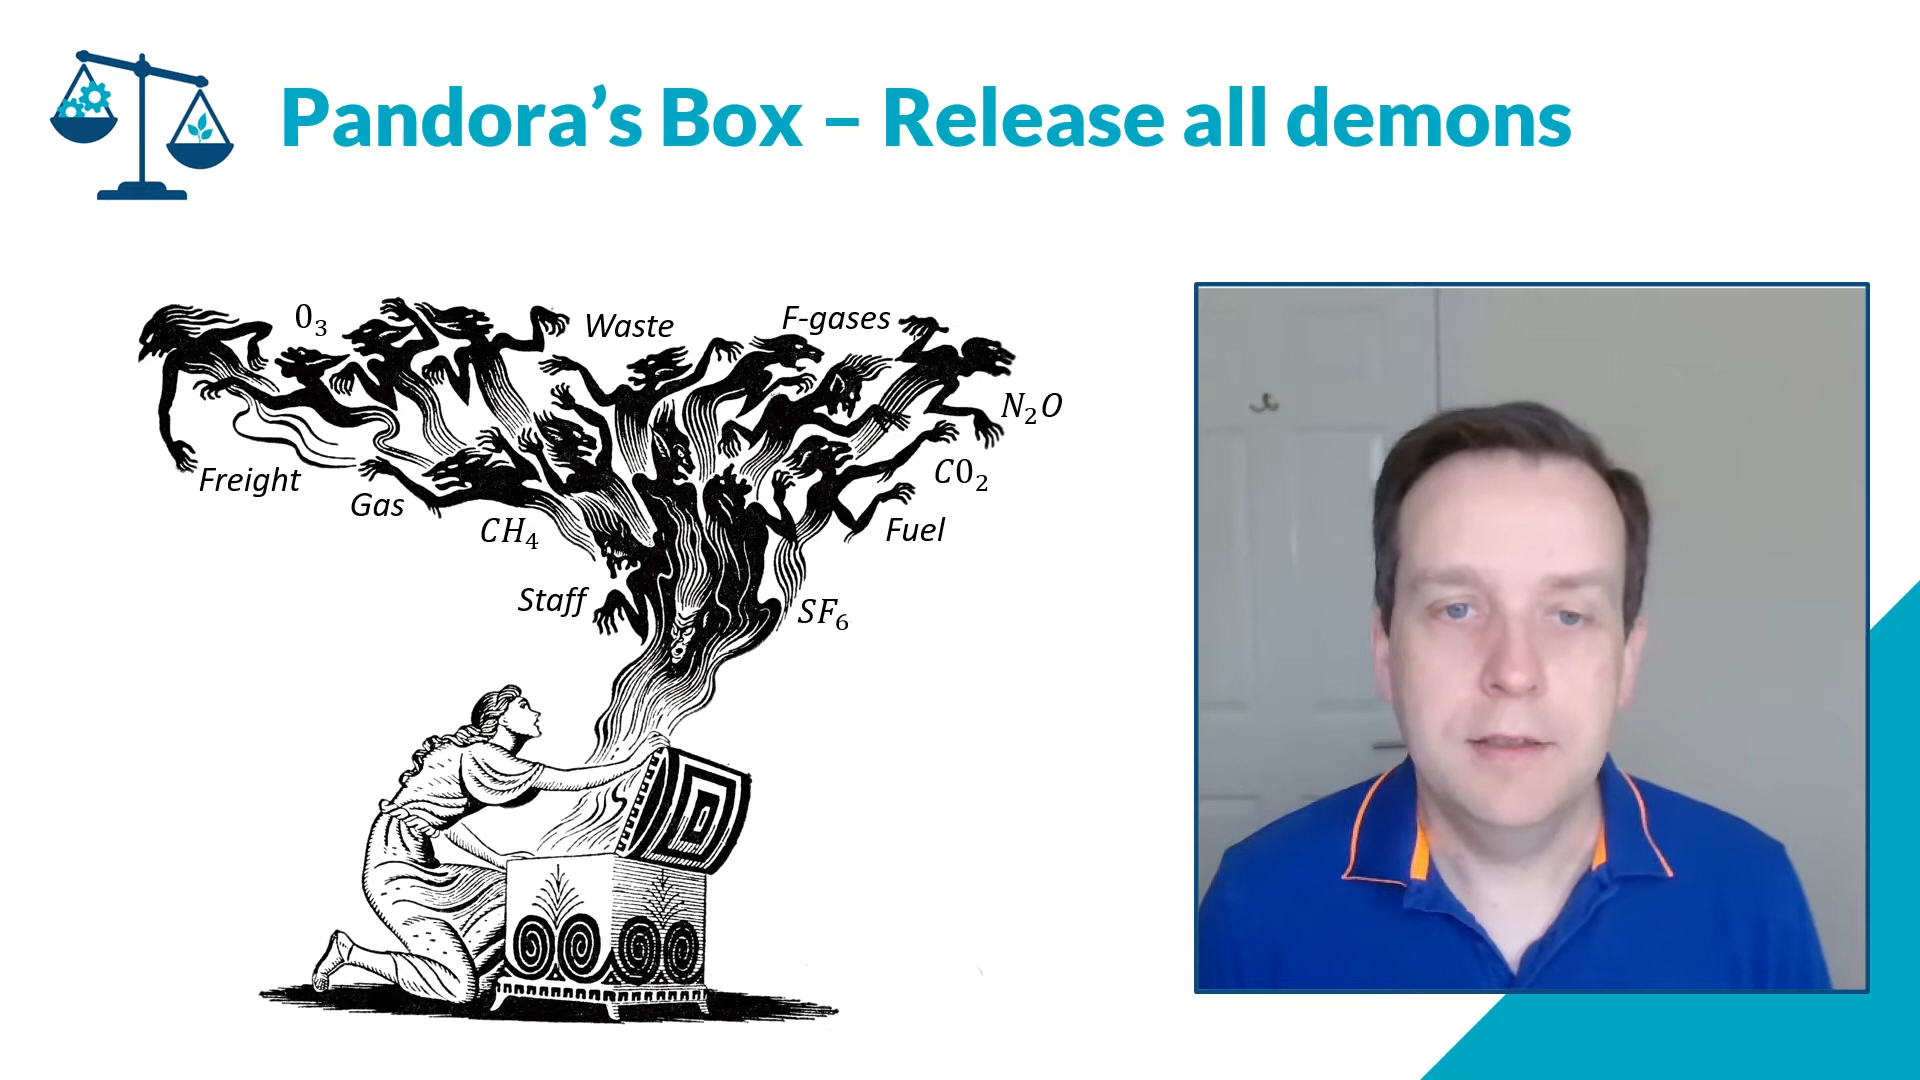 Pandora’s Box – Release all demons
O₃
Waste
F-gases
N₂O
Freight
Gas
CH₄
CO₂
Fuel
Staff
SF₆